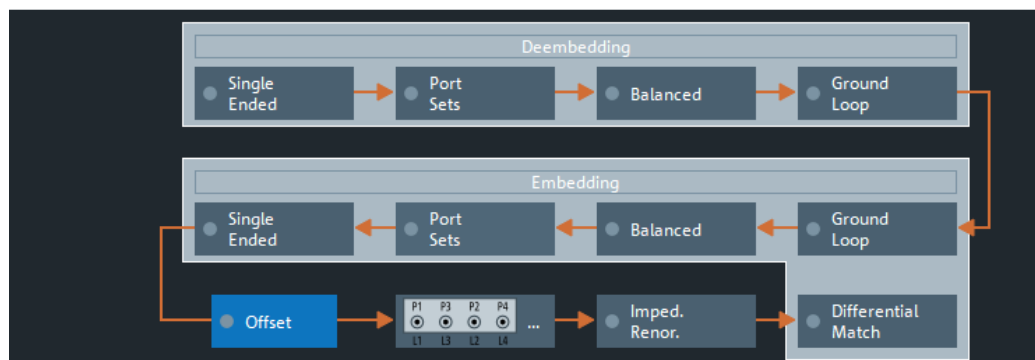 Deembedding
Single
Ended
Port
Sets
Balanced
Ground
Loop
Embedding
Single
Ended
Port
Sets
Balanced
Ground
Loop
Offset
P1 P3 P2 P4
L1 L3 L2 L4
...
Imped.
Renor.
Differential
Match